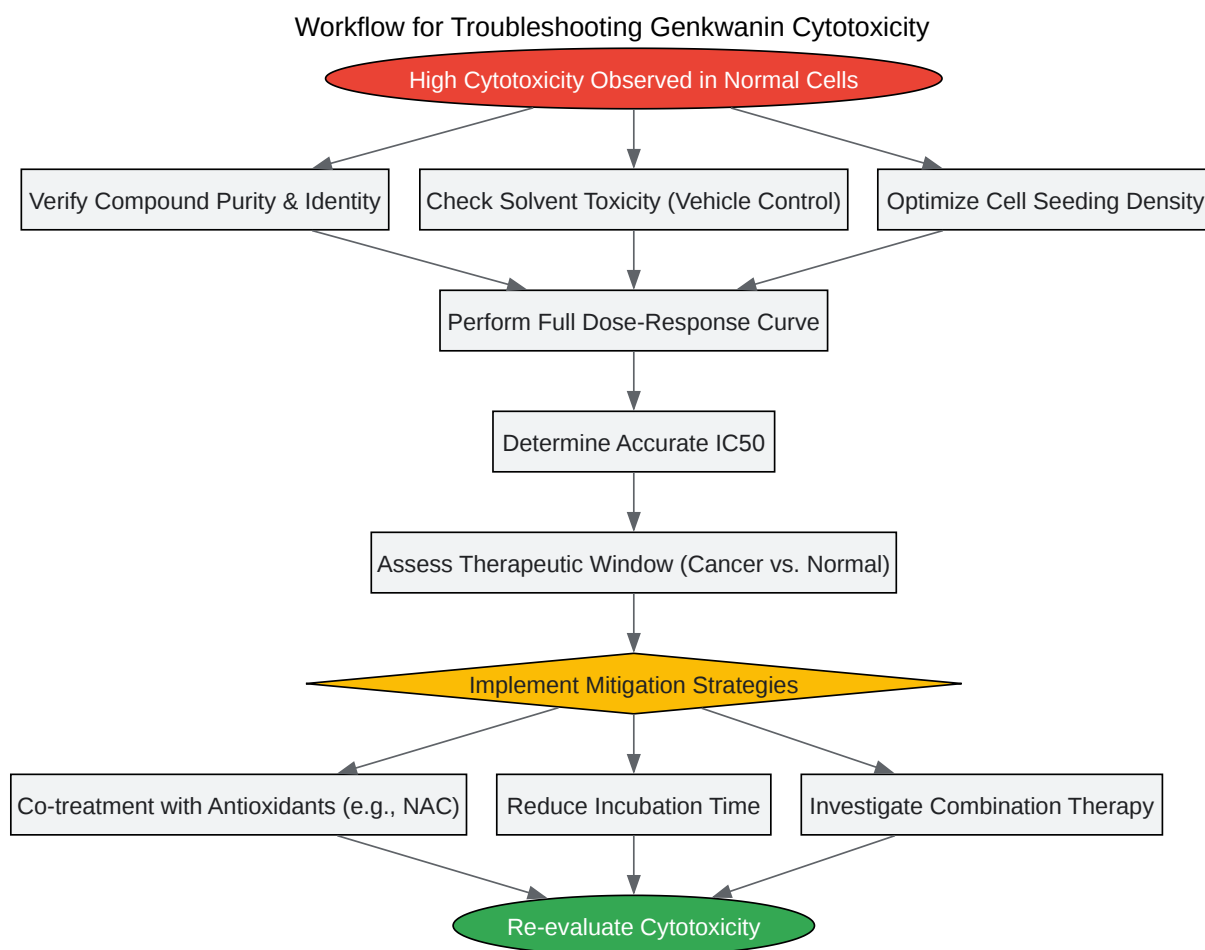 Workflow for Troubleshooting Genkwanin Cytotoxicity
High Cytotoxicity Observed in Normal Cells
Verify Compound Purity & Identity
Check Solvent Toxicity (Vehicle Control)
Optimize Cell Seeding Density
Perform Full Dose-Response Curve
Determine Accurate IC50
Assess Therapeutic Window (Cancer vs. Normal)
Implement Mitigation Strategies
Co-treatment with Antioxidants (e.g., NAC)
Reduce Incubation Time
Investigate Combination Therapy
Re-evaluate Cytotoxicity